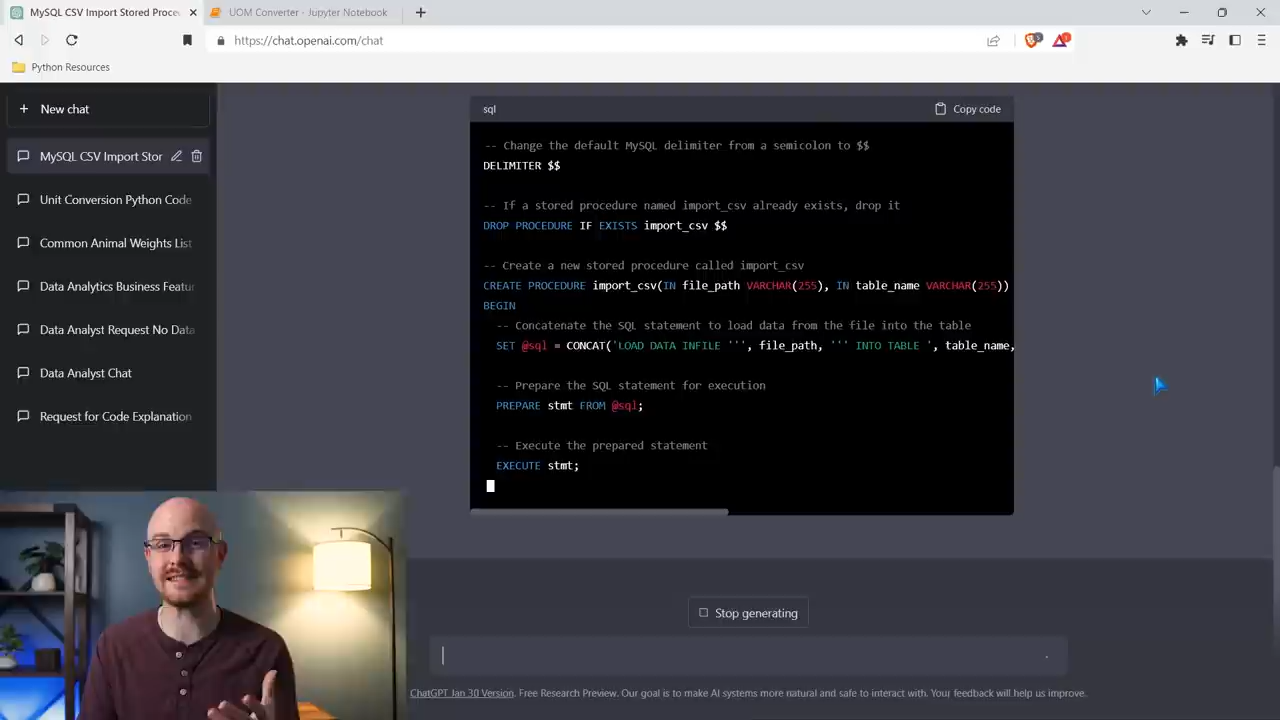 MySQL CSV Import Stored Proce
UOM Converter - Jupyter Notebook
https://chat.openai.com/chat
Python Resources
New chat
MySQL CSV Import Stor
Unit Conversion Python Code
Common Animal Weights List
Data Analytics Business Featur
Data Analyst Request No Data
Data Analyst Chat
Request for Code Explanation
sql
Copy code
-- Change the default MySQL delimiter from a semicolon to $$
DELIMITER $$
-- If a stored procedure named import_csv already exists, drop it
DROP PROCEDURE IF EXISTS import_csv $$
-- Create a new stored procedure called import_csv
CREATE PROCEDURE import_csv(IN file_path VARCHAR(255), IN table_name VARCHAR(255))
BEGIN
-- Concatenate the SQL statement to load data from the file into the table
SET @sql = CONCAT('LOAD DATA INFILE ''', file_path, ''' INTO TABLE ', table_name,
-- Prepare the SQL statement for execution
PREPARE stmt FROM @sql;
-- Execute the prepared statement
EXECUTE stmt;
Stop generating
ChatGPT Jan 30 Version. Free Research Preview. Our goal is to make AI systems more natural and safe to interact with. Your feedback will help us improve.